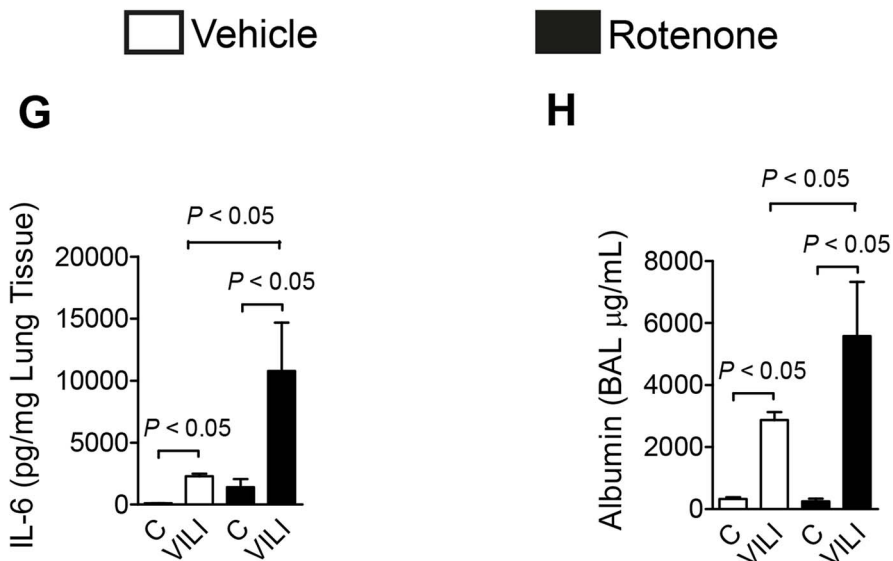 Vehicle
Rotenone
G
IL-6 (pg/mg Lung Tissue)
20000
15000
10000
5000
0
P < 0.05
P < 0.05
P < 0.05
C
VILI
C
VILI
H
Albumin (BAL μg/mL)
8000
6000
4000
2000
0
P < 0.05
P < 0.05
P < 0.05
C
VILI
C
VILI